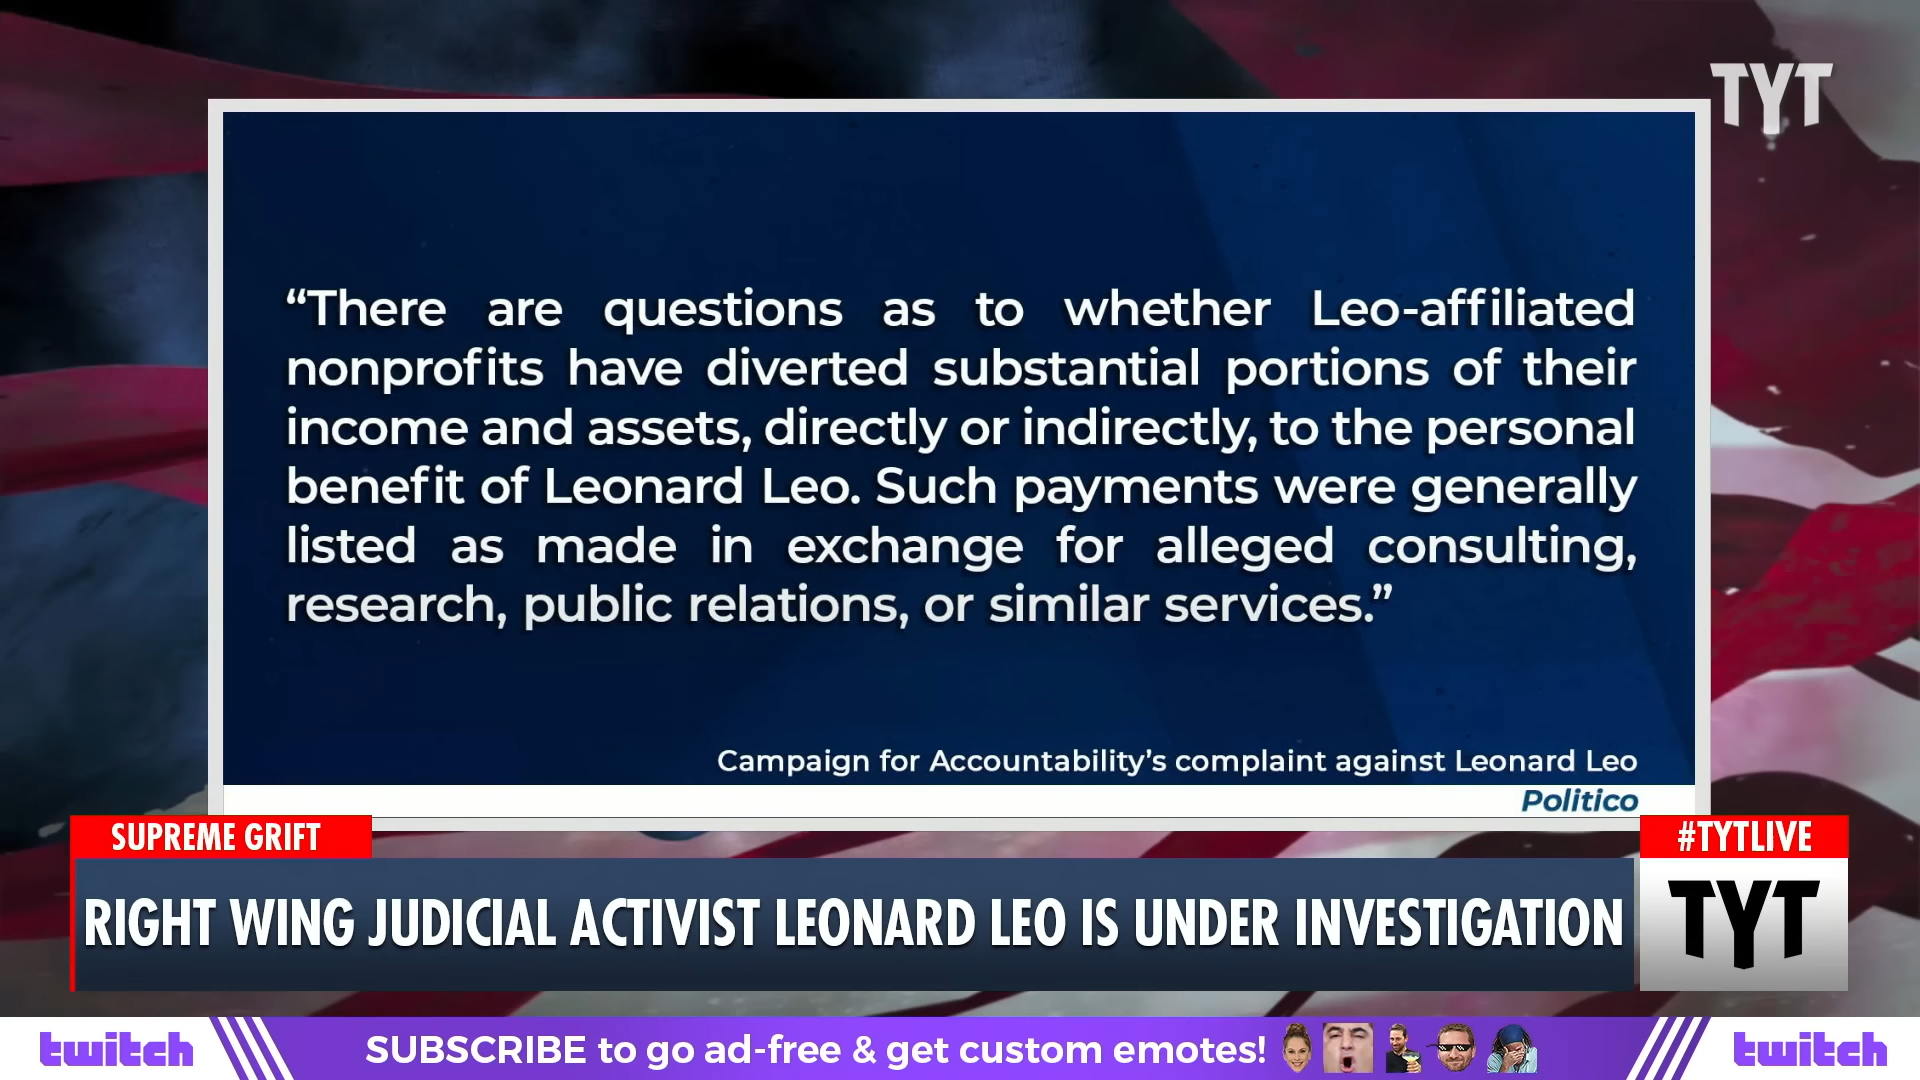 TYT
“There are questions as to whether Leo-affiliated
nonprofits have diverted substantial portions of their
income and assets, directly or indirectly, to the personal
benefit of Leonard Leo. Such payments were generally
listed as made in exchange for alleged consulting,
research, public relations, or similar services.”
Campaign for Accountability’s complaint against Leonard Leo
Politico
SUPREME GRIFT
#TYTLIVE
RIGHT WING JUDICIAL ACTIVIST LEONARD LEO IS UNDER INVESTIGATION
TYT
twitch
SUBSCRIBE to go ad-free & get custom emotes!
twitch